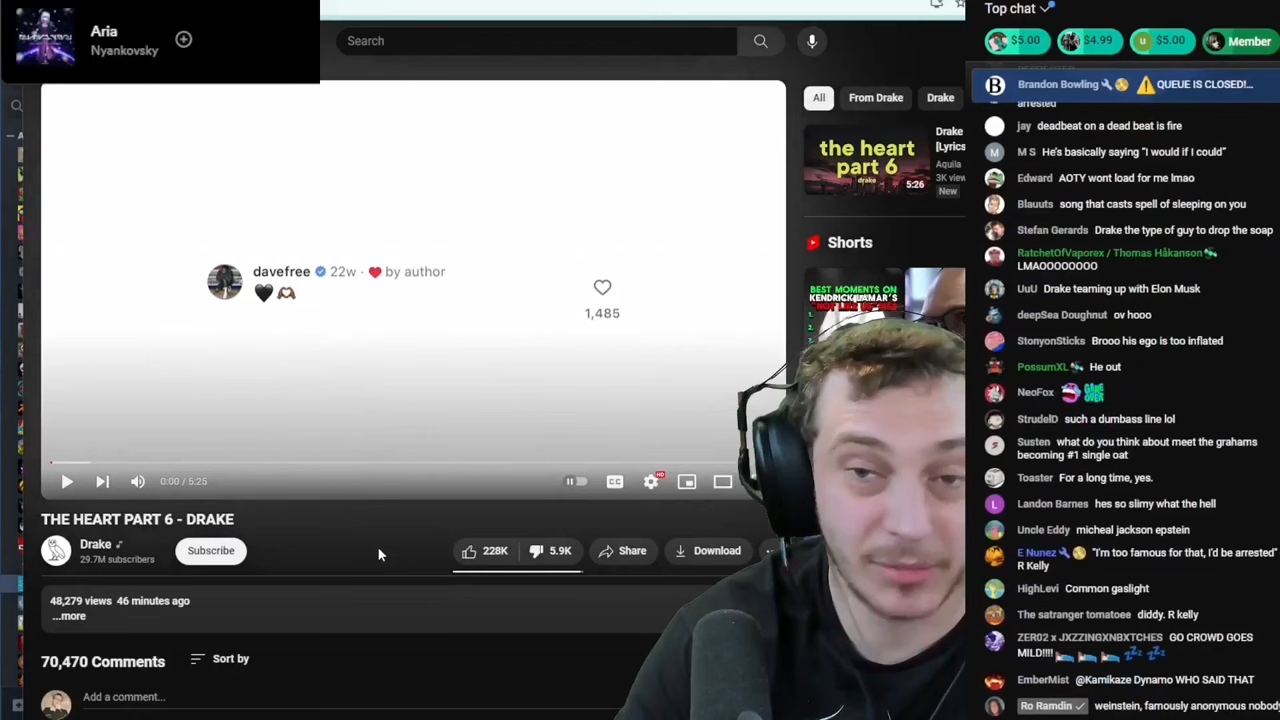 Aria
Nyankovsky
Search
davefree 22w · ❤️ by author
🖤 🫶🏾
1,485
0:00 / 5:25
CC
HD
THE HEART PART 6 - DRAKE
Drake ♪
29.7M subscribers
Subscribe
228K
5.9K
Share
Download
48,279 views 46 minutes ago
...more
70,470 Comments
Sort by
Add a comment...
All
From Drake
Drake
the heart
part 6
drake
5:26
Drake
[Lyrics
Aquila
3K view
New
Shorts
BEST MOMENTS ON
KENDRICK LAMAR'S
"NOT LIKE US"
1.
2.
Top chat
$5.00
$4.99
u $5.00
Member
B Brandon Bowling 🔧 ⚠️ QUEUE IS CLOSED!...
arrested
jay deadbeat on a dead beat is fire
M M S He's basically saying "I would if I could"
Edward AOTY wont load for me lmao
Blauuts song that casts spell of sleeping on you
Stefan Gerards Drake the type of guy to drop the soap
RatchetOfVaporex / Thomas Håkanson
LMAOOOOOOO
UuU Drake teaming up with Elon Musk
deepSea Doughnut ov hooo
StonyonSticks Brooo his ego is too inflated
PossumXL He out
NeoFox GAME OVER
StrudelD such a dumbass line lol
Susten what do you think about meet the grahams
becoming #1 single oat
Toaster For a long time, yes.
L Landon Barnes hes so slimy what the hell
Uncle Eddy micheal jackson epstein
E Nunez 🔧 "I'm too famous for that, I'd be arrested"
R Kelly
HighLevi Common gaslight
The satranger tomatoee diddy. R kelly
ZER02 x JXZZINGXNBXTCHES GO CROWD GOES
MILD!!!! 🛌 🛌 🛌 💤 💤
EmberMist @Kamikaze Dynamo WHO SAID THAT
Ro Ramdin ✓ weinstein, famously anonymous nobody